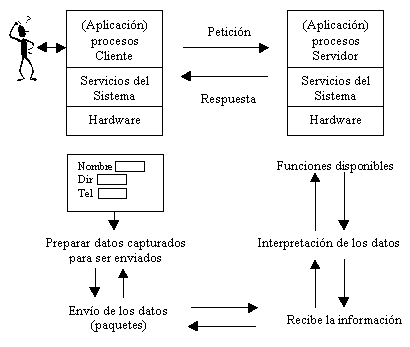 (Aplicación)
procesos
Cliente
Servicios del
Sistema
Hardware
Petición
Respuesta
(Aplicación)
procesos
Servidor
Servicios del
Sistema
Hardware
Nombre
Dir
Tel
Preparar datos capturados
para ser enviados
Envío de los datos
(paquetes)
Funciones disponibles
Interpretación de los datos
Recibe la información